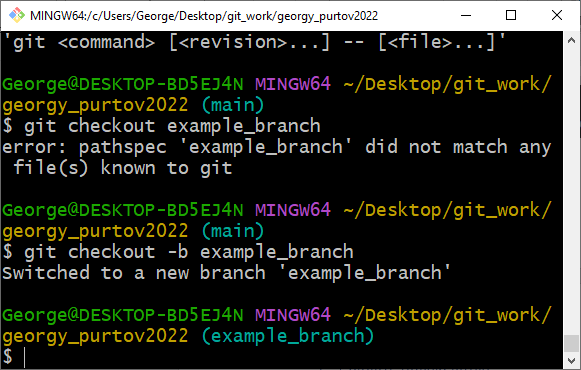 MINGW64:/c/Users/George/Desktop/git_work/georgy_purtov2022
'git <command> [<revision>...] -- [<file>...]'
George@DESKTOP-BD5EJ4N MINGW64 ~/Desktop/git_work/
georgy_purtov2022 (main)
$ git checkout example_branch
error: pathspec 'example_branch' did not match any
 file(s) known to git
George@DESKTOP-BD5EJ4N MINGW64 ~/Desktop/git_work/
georgy_purtov2022 (main)
$ git checkout -b example_branch
Switched to a new branch 'example_branch'
George@DESKTOP-BD5EJ4N MINGW64 ~/Desktop/git_work/
georgy_purtov2022 (example_branch)
$